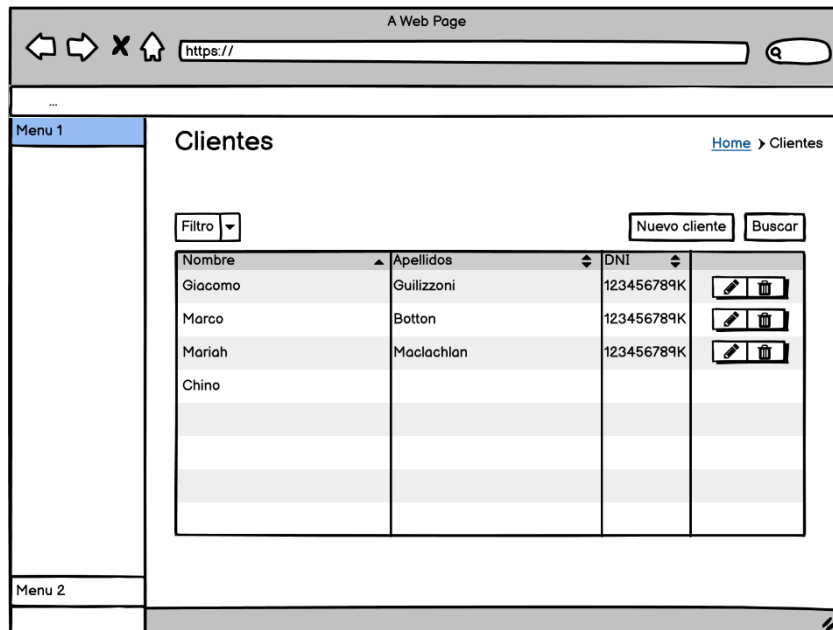 A Web Page
https://
...
Menu 1
Clientes
Home > Clientes
Filtro
Nuevo cliente
Buscar
Nombre Apellidos DNI
Giacomo Guilizzoni 123456789K
Marco Botton 123456789K
Mariah Maclachlan 123456789K
Chino
Menu 2